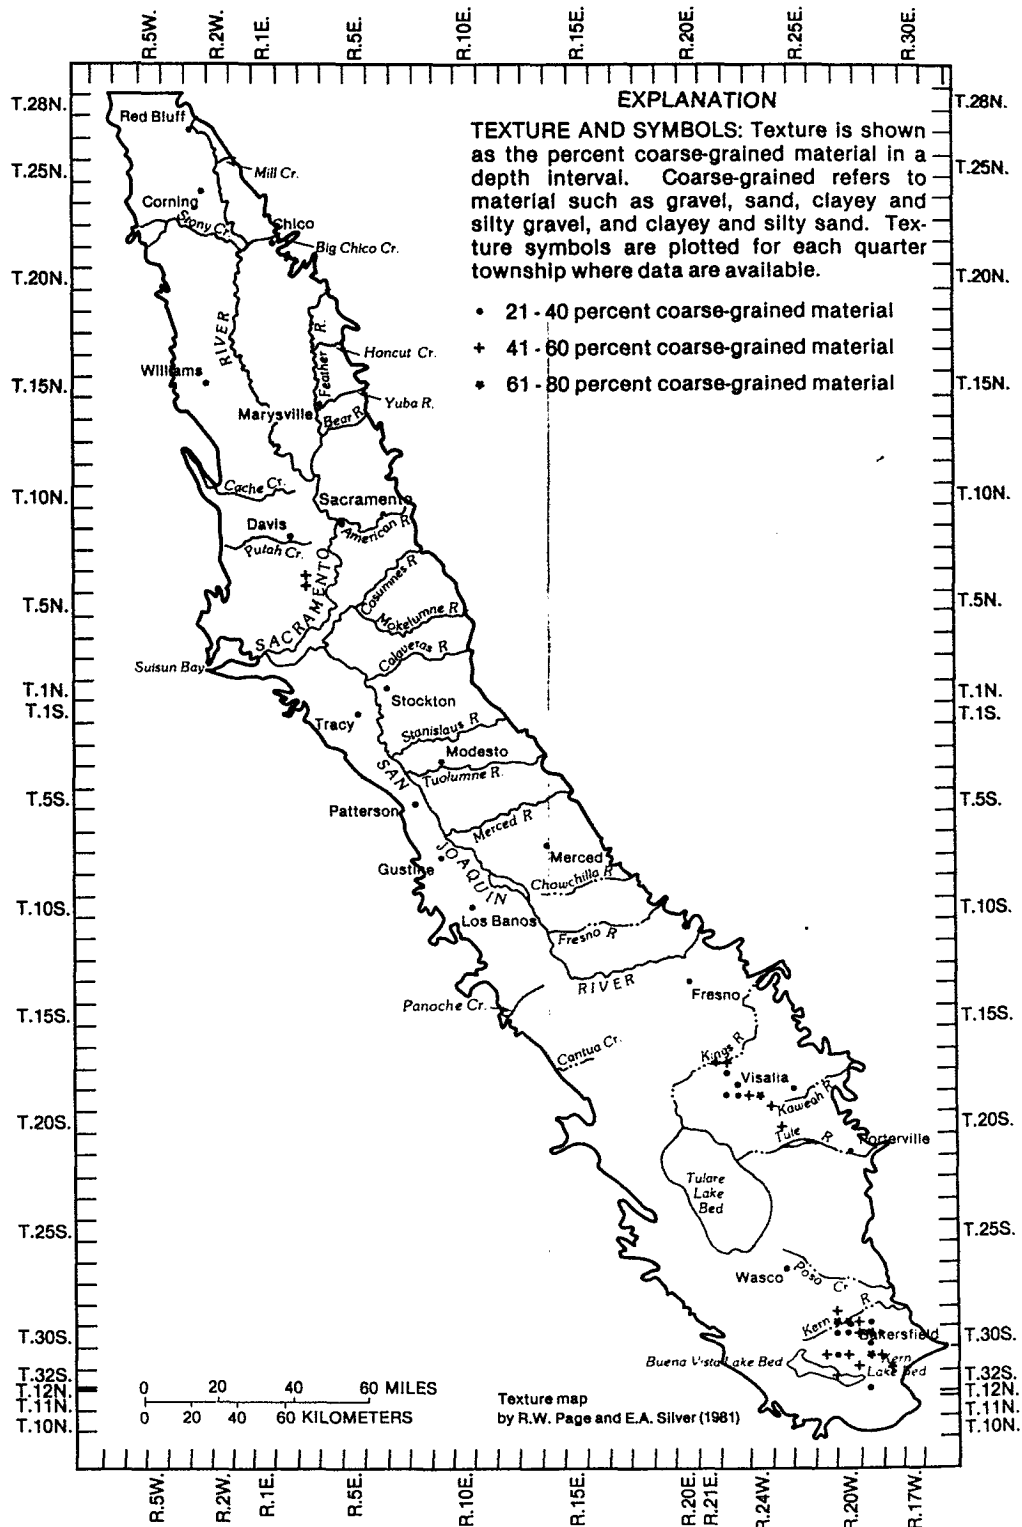 R.5W. R.2W. R.1E. R.5E. R.10E. R.15E. R.20E. R.25E. R.30E.
EXPLANATION
TEXTURE AND SYMBOLS: Texture is shown
as the percent coarse-grained material in a
depth interval. Coarse-grained refers to
material such as gravel, sand, clayey and
silty gravel, and clayey and silty sand. Tex-
ture symbols are plotted for each quarter
township where data are available.
• 21 - 40 percent coarse-grained material
+ 41 - 60 percent coarse-grained material
* 61 - 80 percent coarse-grained material
T.28N.
T.25N.
T.20N.
T.15N.
T.10N.
T.5N.
T.1N.
T.1S.
T.5S.
T.10S.
T.15S.
T.20S.
T.25S.
T.30S.
T.32S.
T.12N.
T.11N.
T.10N.
Red Bluff
Mill Cr.
Corning
Stony Cr.
Chico
Big Chico Cr.
RIVER
Feather R.
Honcut Cr.
Williams
Marysville
Yuba R.
Bear R
Cache Cr.
Sacramento
Davis
American R
Putah Cr.
SACRAMENTO
Cosumnes R
Mokelumne R
Calaveras R
Suisun Bay
Stockton
Tracy
Stanislaus R
Modesto
SAN
Tuolumne R.
Patterson
Merced R
JOAQUIN
Merced
Gustine
Chowchilla R
Los Banos
Fresno R
RIVER
Fresno
Panoche Cr.
Cantua Cr.
Kings R
Visalia
Kaweah R
Tule R
Porterville
Tulare
Lake
Bed
Wasco
Poso Cr
Kern R
Bakersfield
Buena Vista Lake Bed
Kern
Lake Bed
T.28N.
T.25N.
T.20N.
T.15N.
T.10N.
T.5N.
T.1N.
T.1S.
T.5S.
T.10S.
T.15S.
T.20S.
T.25S.
T.30S.
T.32S.
T.12N.
T.11N.
T.10N.
0 20 40 60 MILES
0 20 40 60 KILOMETERS
Texture map
by R.W. Page and E.A. Silver (1981)
R.5W. R.2W. R.1E. R.5E. R.10E. R.15E. R.20E. R.21E. R.24W. R.20W. R.17W.